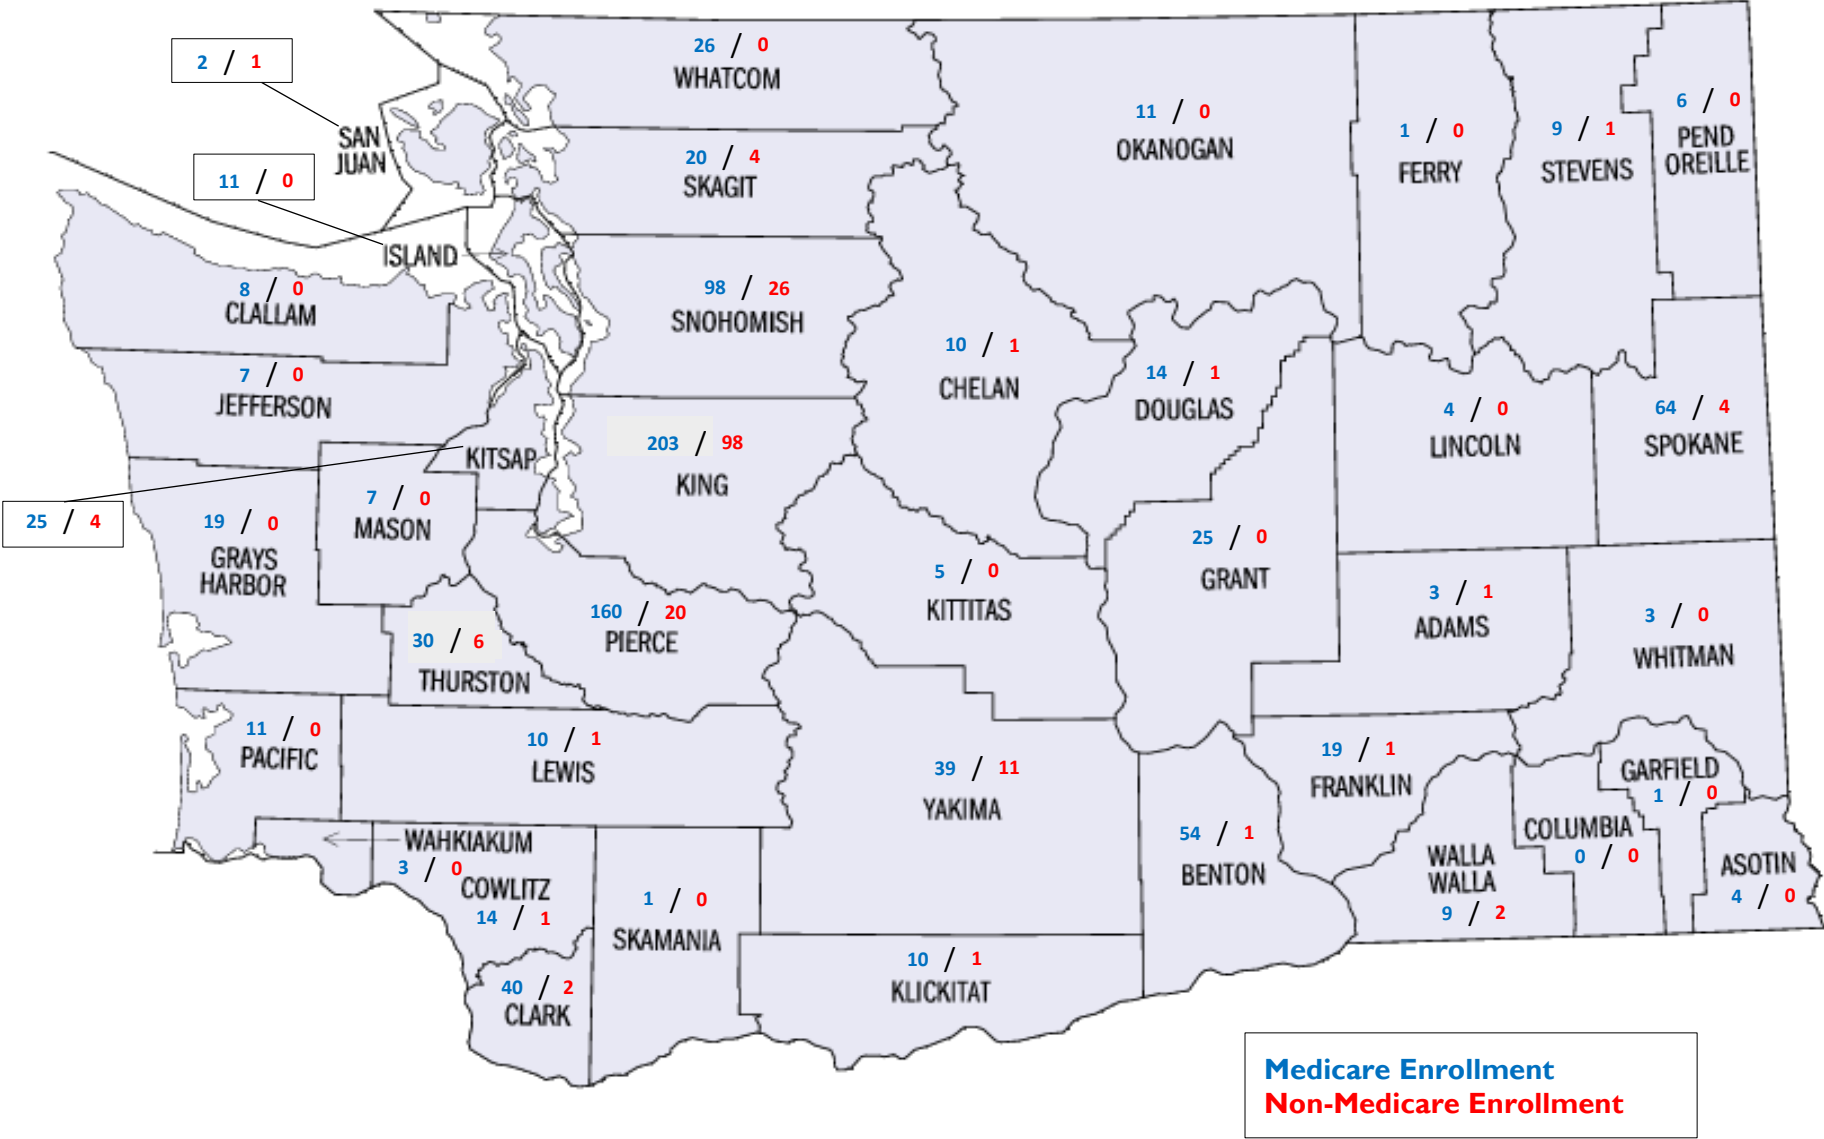 26 / 0
WHATCOM
2 / 1
SAN
JUAN
11 / 0
ISLAND
20 / 4
SKAGIT
11 / 0
OKANOGAN
1 / 0
FERRY
9 / 1
STEVENS
6 / 0
PEND
OREILLE
8 / 0
CLALLAM
98 / 26
SNOHOMISH
7 / 0
JEFFERSON
10 / 1
CHELAN
14 / 1
DOUGLAS
4 / 0
LINCOLN
64 / 4
SPOKANE
KITSAP
25 / 4
203 / 98
KING
7 / 0
MASON
19 / 0
GRAYS
HARBOR
25 / 0
GRANT
5 / 0
KITTITAS
3 / 1
ADAMS
3 / 0
WHITMAN
160 / 20
PIERCE
30 / 6
THURSTON
11 / 0
PACIFIC
10 / 1
LEWIS
39 / 11
YAKIMA
19 / 1
FRANKLIN
GARFIELD
1 / 0
54 / 1
BENTON
COLUMBIA
0 / 0
WALLA
WALLA
9 / 2
ASOTIN
4 / 0
WAHKIAKUM
3 / 0
COWLITZ
14 / 1
1 / 0
SKAMANIA
40 / 2
CLARK
10 / 1
KLICKITAT
Medicare Enrollment
Non-Medicare Enrollment